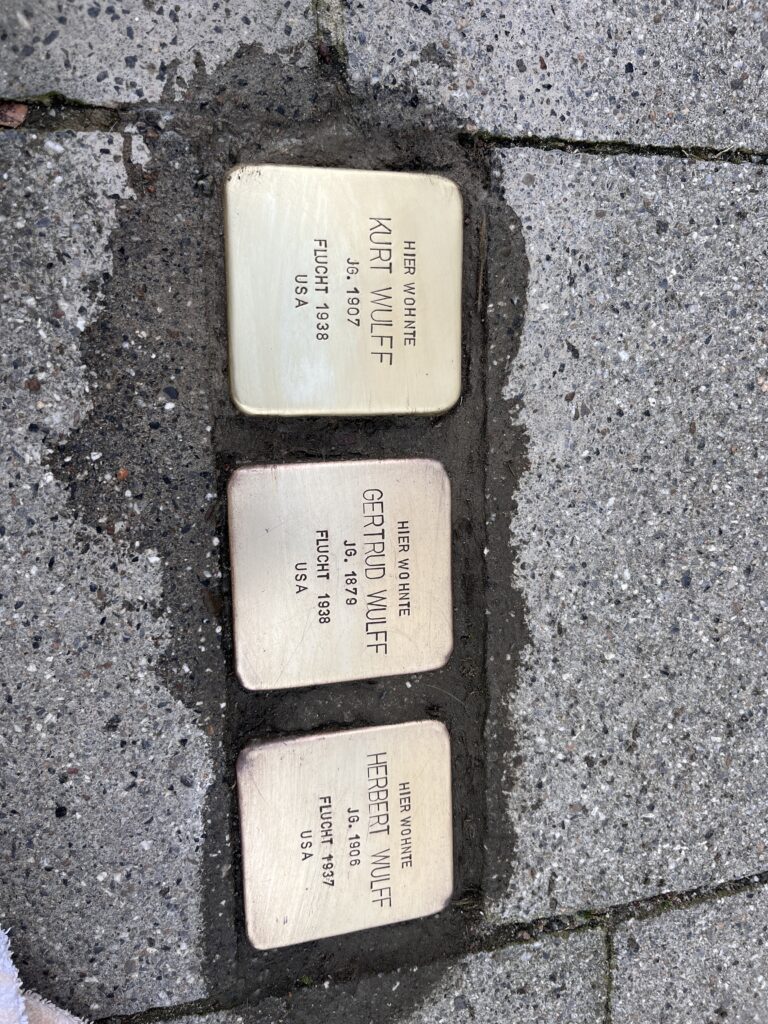 HIER WOHNTE
KURT WULFF
JG. 1907
FLUCHT 1938
USA
HIER WOHNTE
GERTRUD WULFF
JG. 1879
FLUCHT 1938
USA
HIER WOHNTE
HERBERT WULFF
JG. 1906
FLUCHT 1937
USA